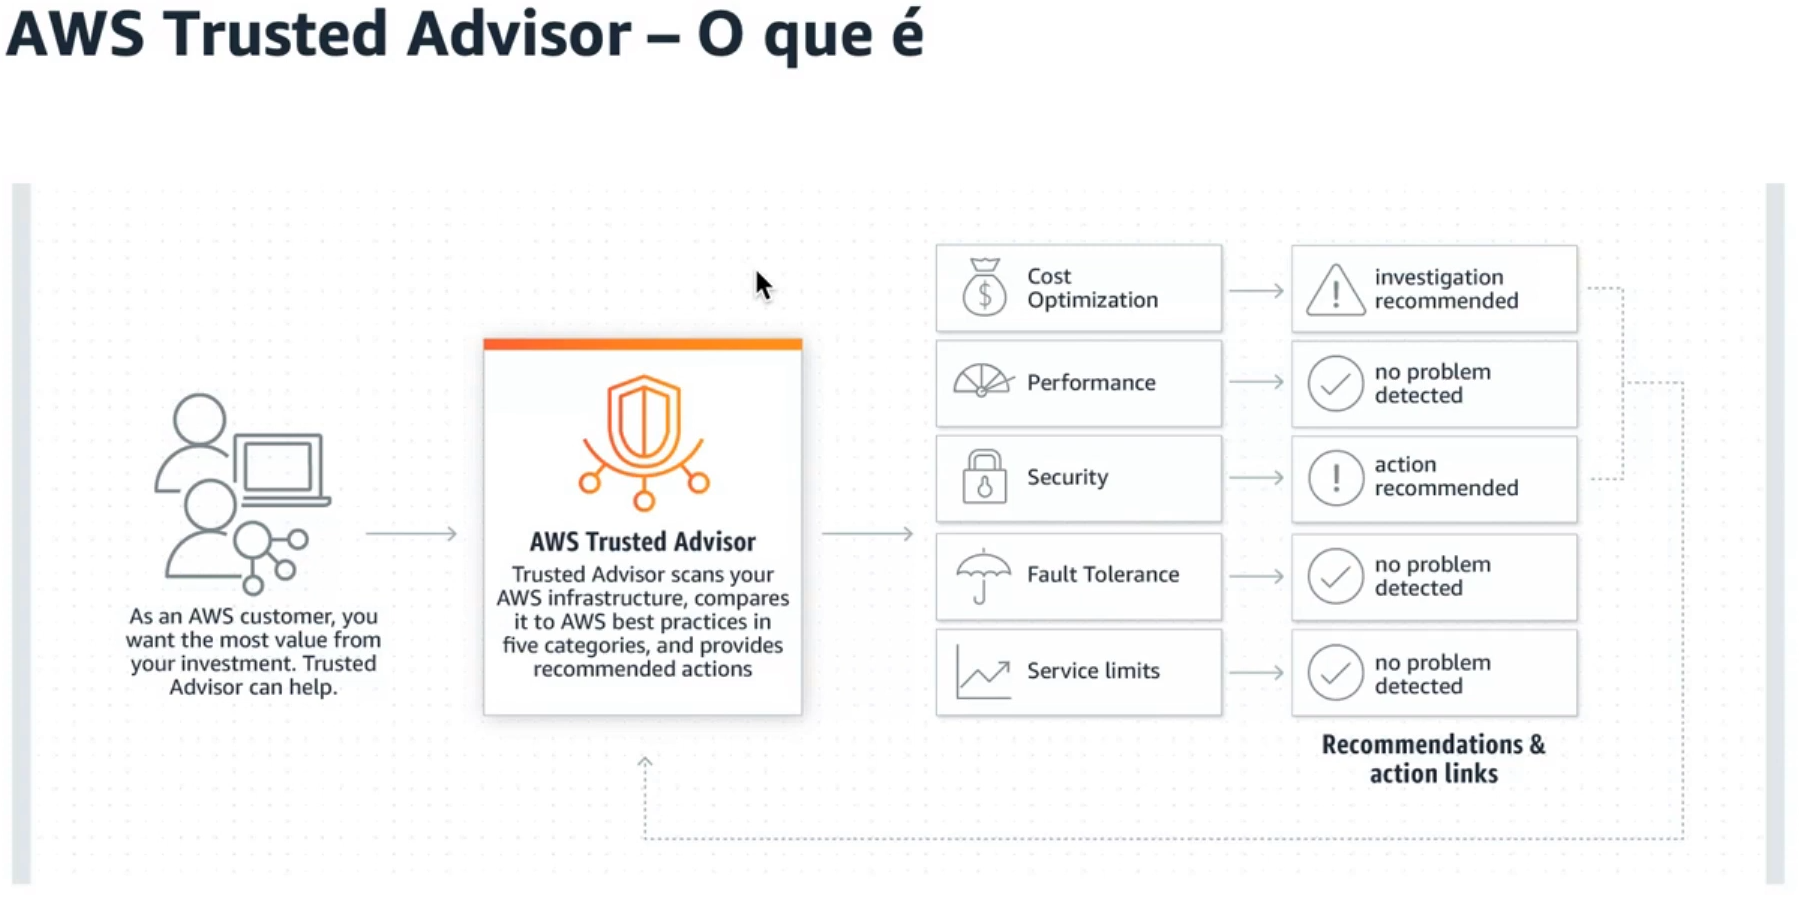 AWS Trusted Advisor – O que é
As an AWS customer, you
want the most value from
your investment. Trusted
Advisor can help.
AWS Trusted Advisor
Trusted Advisor scans your
AWS infrastructure, compares
it to AWS best practices in
five categories, and provides
recommended actions
Cost
Optimization
investigation
recommended
Performance
no problem
detected
Security
action
recommended
Fault Tolerance
no problem
detected
Service limits
no problem
detected
Recommendations &
action links